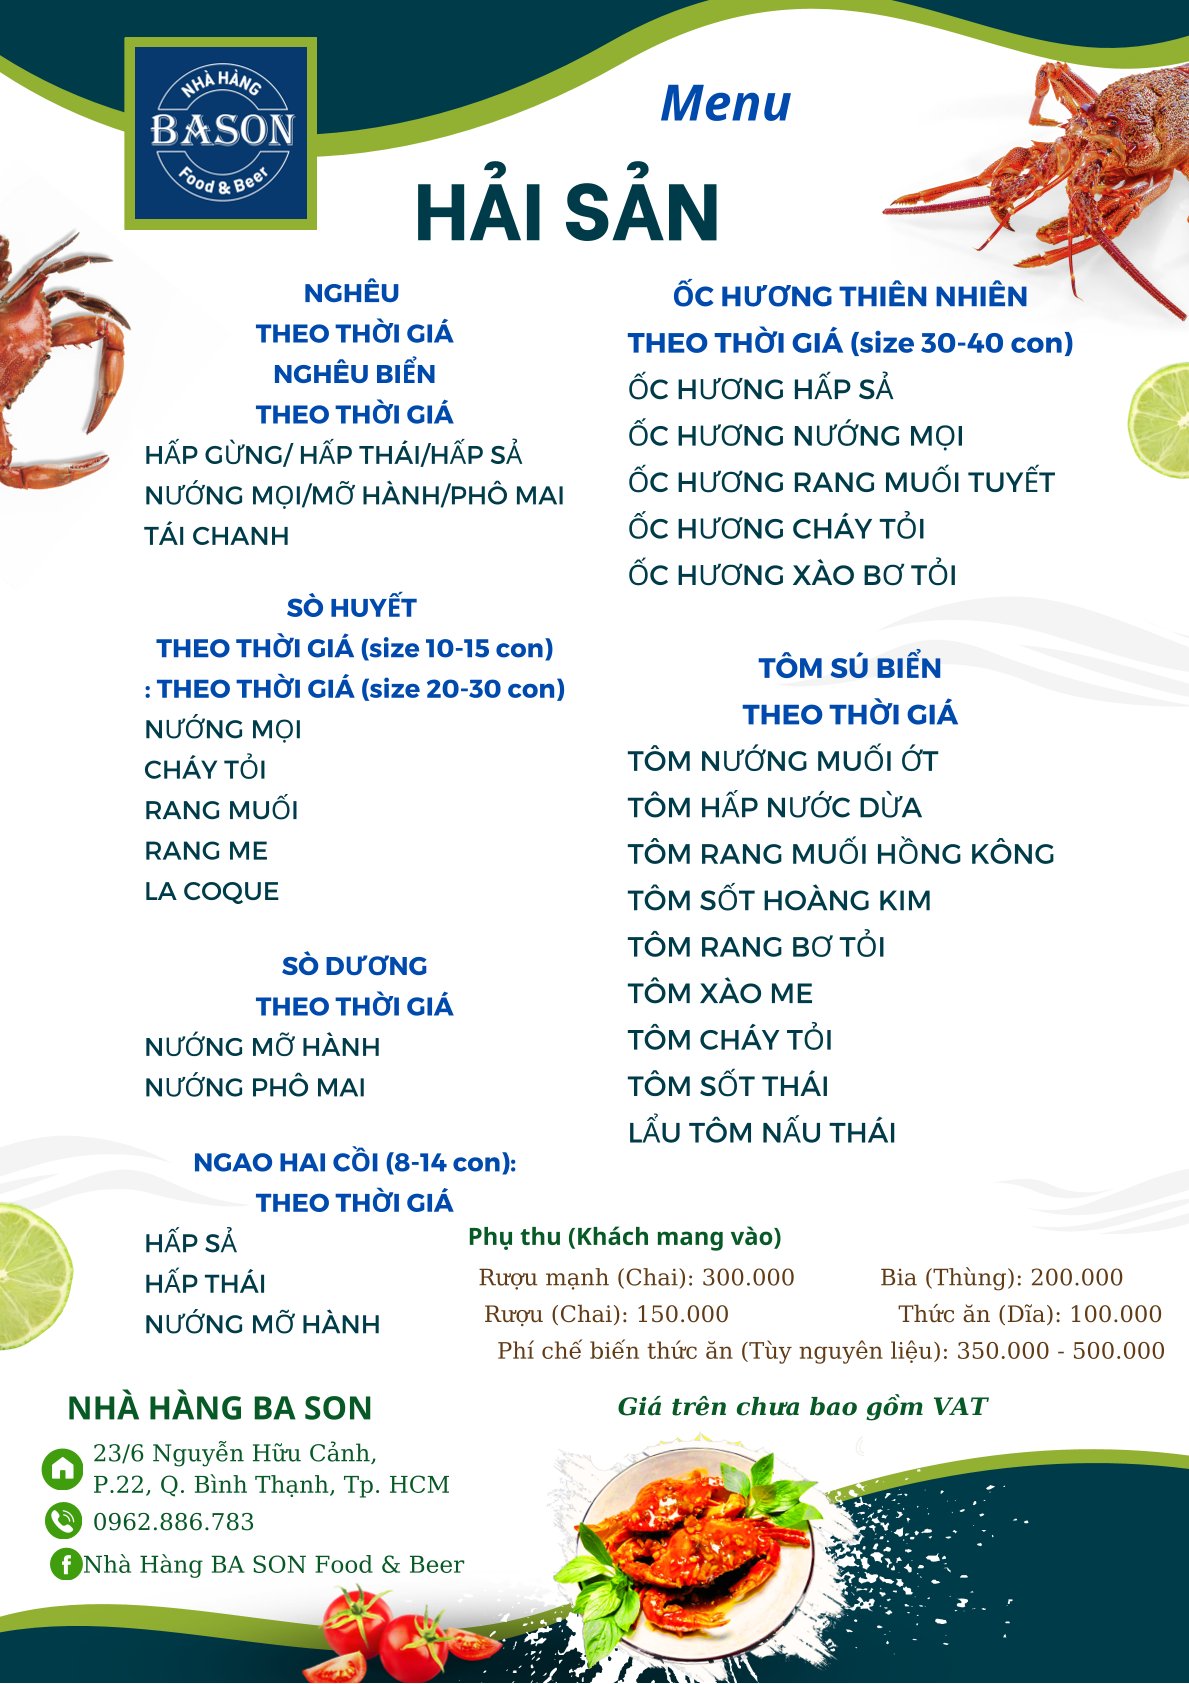 NHÀ HÀNG
BASON
Food & Beer
Menu
HẢI SẢN
NGHÊU
THEO THỜI GIÁ
NGHÊU BIỂN
THEO THỜI GIÁ
HẤP GỪNG/ HẤP THÁI/HẤP SẢ
NƯỚNG MỌI/MỠ HÀNH/PHÔ MAI
TÁI CHANH
SÒ HUYẾT
THEO THỜI GIÁ (size 10-15 con)
: THEO THỜI GIÁ (size 20-30 con)
NƯỚNG MỌI
CHÁY TỎI
RANG MUỐI
RANG ME
LA COQUE
SÒ DƯƠNG
THEO THỜI GIÁ
NƯỚNG MỠ HÀNH
NƯỚNG PHÔ MAI
NGAO HAI CỒI (8-14 con):
THEO THỜI GIÁ
HẤP SẢ
HẤP THÁI
NƯỚNG MỠ HÀNH
ỐC HƯƠNG THIÊN NHIÊN
THEO THỜI GIÁ (size 30-40 con)
ỐC HƯƠNG HẤP SẢ
ỐC HƯƠNG NƯỚNG MỌI
ỐC HƯƠNG RANG MUỐI TUYẾT
ỐC HƯƠNG CHÁY TỎI
ỐC HƯƠNG XÀO BƠ TỎI
TÔM SÚ BIỂN
THEO THỜI GIÁ
TÔM NƯỚNG MUỐI ỚT
TÔM HẤP NƯỚC DỪA
TÔM RANG MUỐI HỒNG KÔNG
TÔM SỐT HOÀNG KIM
TÔM RANG BƠ TỎI
TÔM XÀO ME
TÔM CHÁY TỎI
TÔM SỐT THÁI
LẨU TÔM NẤU THÁI
Phụ thu (Khách mang vào)
Rượu mạnh (Chai): 300.000 Bia (Thùng): 200.000
Rượu (Chai): 150.000 Thức ăn (Dĩa): 100.000
Phí chế biến thức ăn (Tùy nguyên liệu): 350.000 - 500.000
Giá trên chưa bao gồm VAT
NHÀ HÀNG BA SON
23/6 Nguyễn Hữu Cảnh,
P.22, Q. Bình Thạnh, Tp. HCM
0962.886.783
Nhà Hàng BA SON Food & Beer